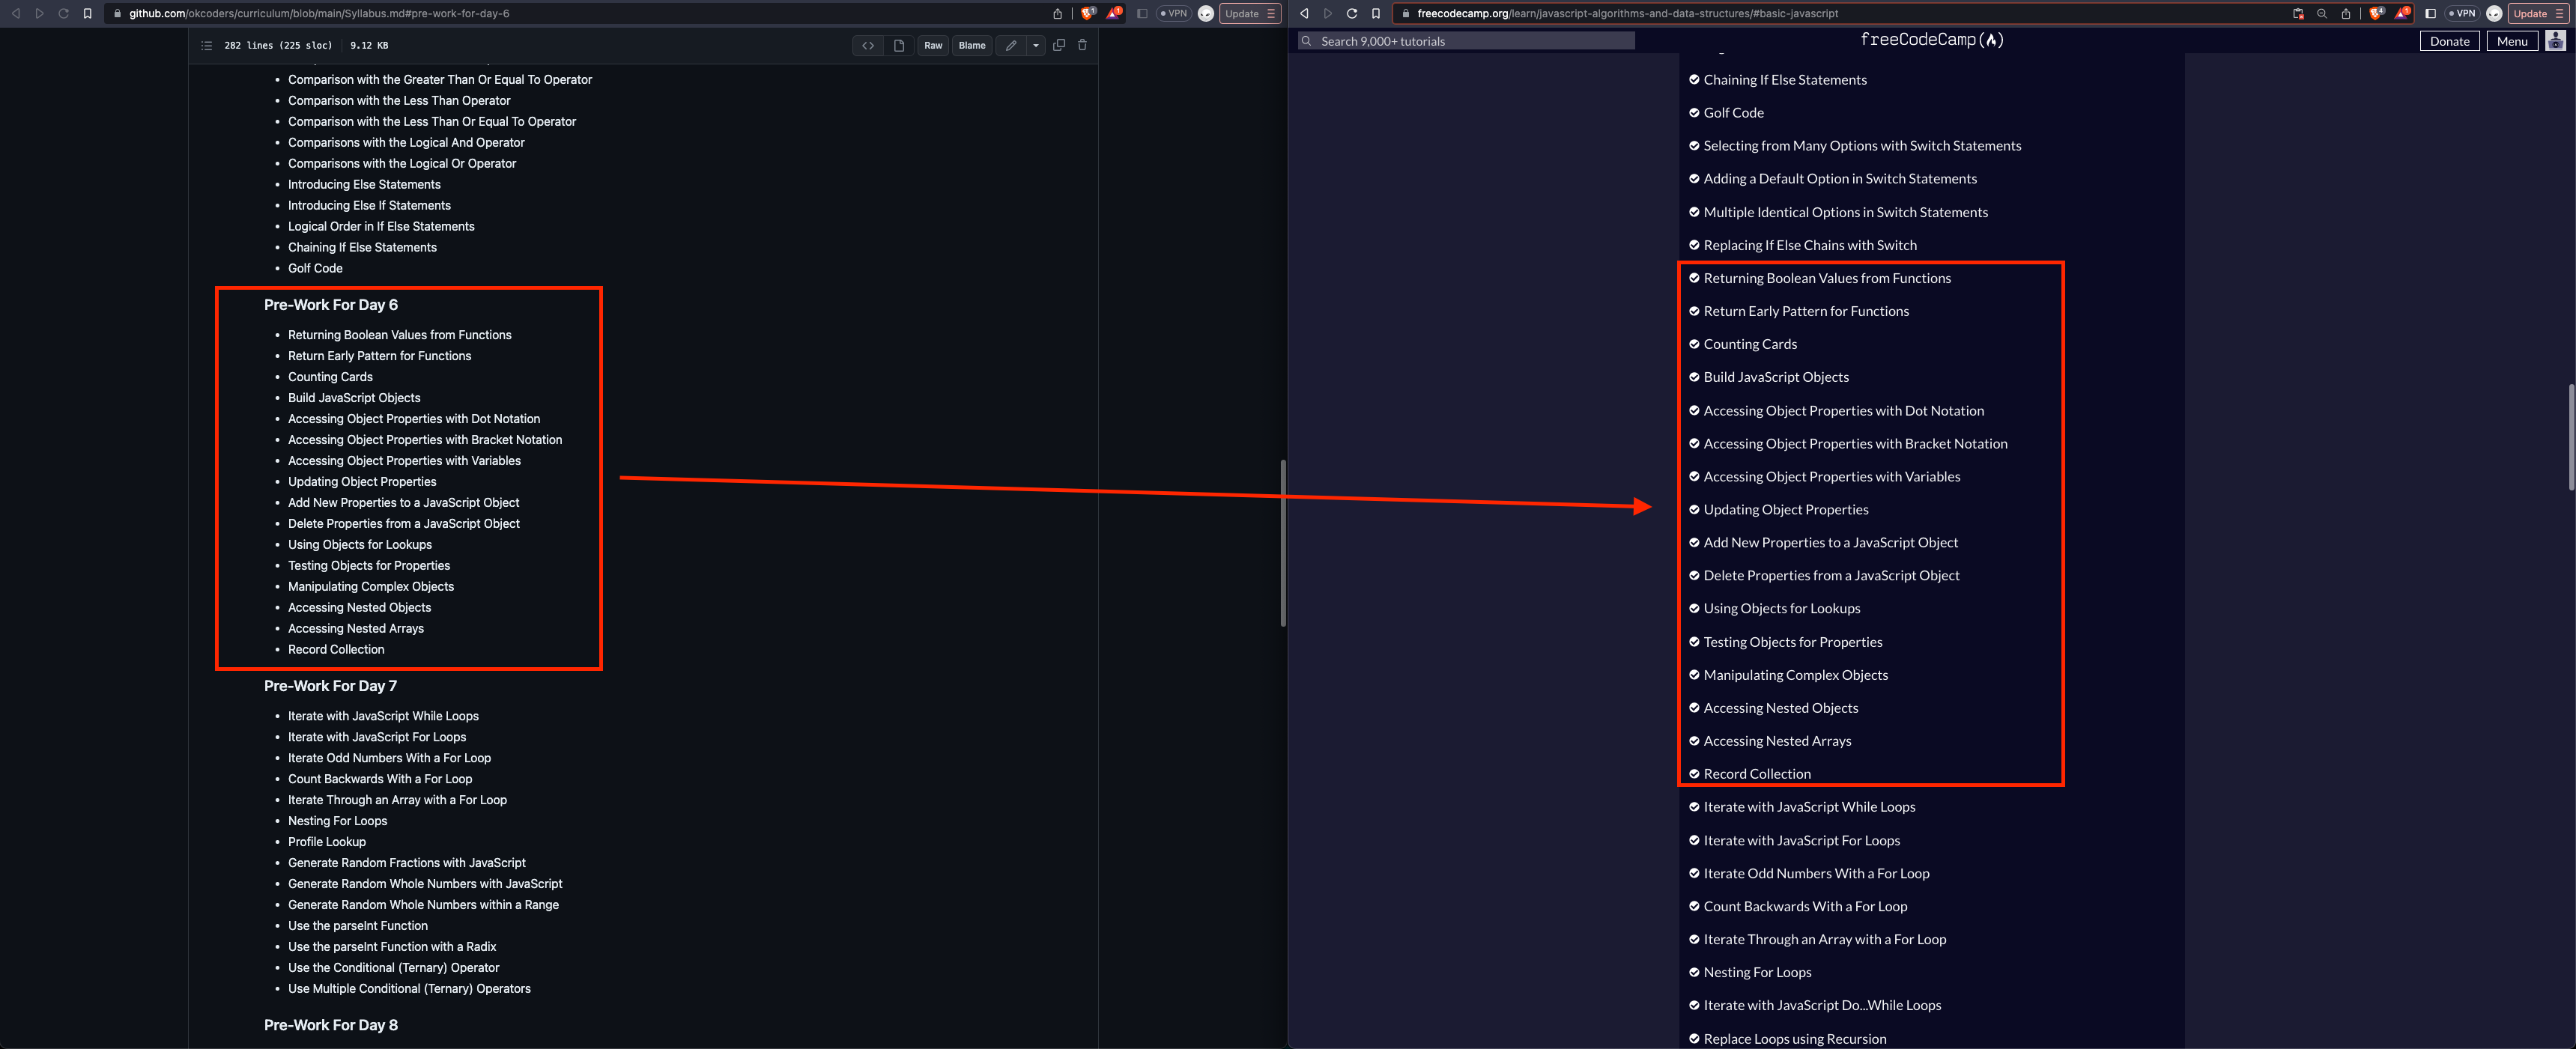 github.com/okcoders/curriculum/blob/main/Syllabus.md#pre-work-for-day-6
VPN
Update
282 lines (225 sloc)
9.12 KB
Raw
Blame
Comparison with the Greater Than Or Equal To Operator
Comparison with the Less Than Operator
Comparison with the Less Than Or Equal To Operator
Comparisons with the Logical And Operator
Comparisons with the Logical Or Operator
Introducing Else Statements
Introducing Else If Statements
Logical Order in If Else Statements
Chaining If Else Statements
Golf Code
Pre-Work For Day 6
Returning Boolean Values from Functions
Return Early Pattern for Functions
Counting Cards
Build JavaScript Objects
Accessing Object Properties with Dot Notation
Accessing Object Properties with Bracket Notation
Accessing Object Properties with Variables
Updating Object Properties
Add New Properties to a JavaScript Object
Delete Properties from a JavaScript Object
Using Objects for Lookups
Testing Objects for Properties
Manipulating Complex Objects
Accessing Nested Objects
Accessing Nested Arrays
Record Collection
Pre-Work For Day 7
Iterate with JavaScript While Loops
Iterate with JavaScript For Loops
Iterate Odd Numbers With a For Loop
Count Backwards With a For Loop
Iterate Through an Array with a For Loop
Nesting For Loops
Profile Lookup
Generate Random Fractions with JavaScript
Generate Random Whole Numbers with JavaScript
Generate Random Whole Numbers within a Range
Use the parseInt Function
Use the parseInt Function with a Radix
Use the Conditional (Ternary) Operator
Use Multiple Conditional (Ternary) Operators
Pre-Work For Day 8
freecodecamp.org/learn/javascript-algorithms-and-data-structures/#basic-javascript
VPN
Update
Search 9,000+ tutorials
freeCodeCamp
Donate
Menu
Chaining If Else Statements
Golf Code
Selecting from Many Options with Switch Statements
Adding a Default Option in Switch Statements
Multiple Identical Options in Switch Statements
Replacing If Else Chains with Switch
Returning Boolean Values from Functions
Return Early Pattern for Functions
Counting Cards
Build JavaScript Objects
Accessing Object Properties with Dot Notation
Accessing Object Properties with Bracket Notation
Accessing Object Properties with Variables
Updating Object Properties
Add New Properties to a JavaScript Object
Delete Properties from a JavaScript Object
Using Objects for Lookups
Testing Objects for Properties
Manipulating Complex Objects
Accessing Nested Objects
Accessing Nested Arrays
Record Collection
Iterate with JavaScript While Loops
Iterate with JavaScript For Loops
Iterate Odd Numbers With a For Loop
Count Backwards With a For Loop
Iterate Through an Array with a For Loop
Nesting For Loops
Iterate with JavaScript Do...While Loops
Replace Loops using Recursion